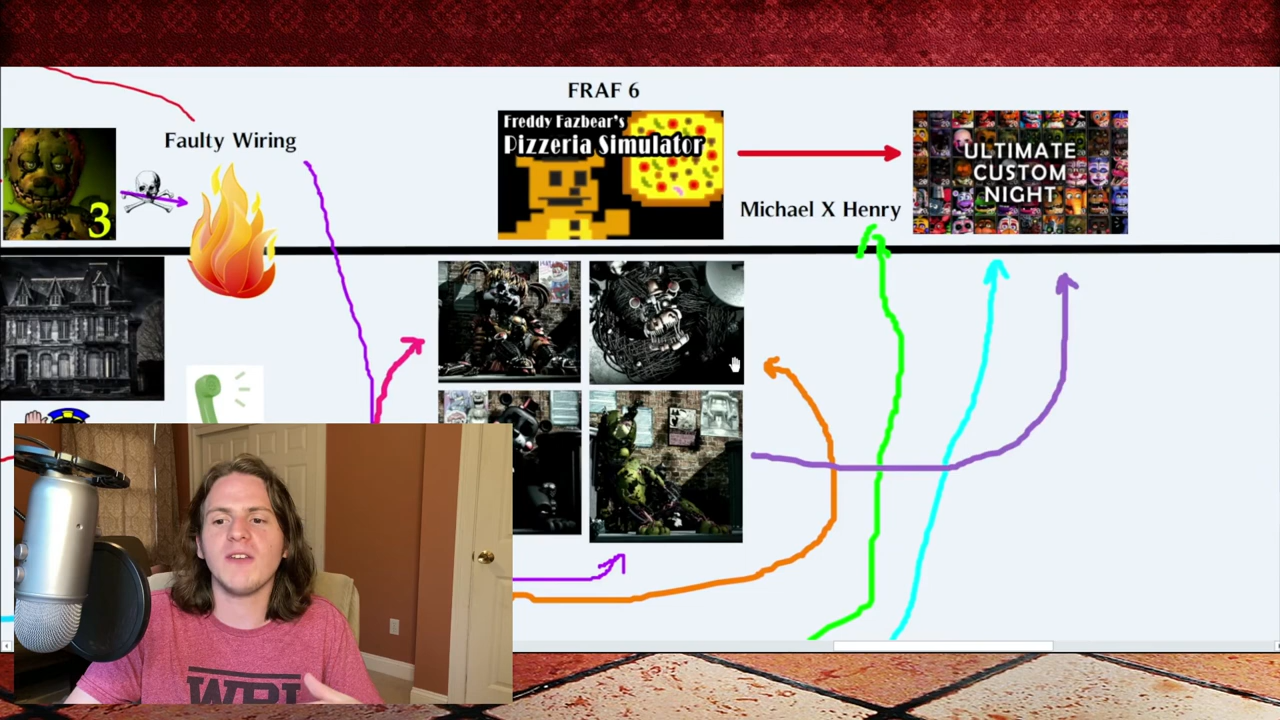 FRAF 6
Freddy Fazbear's
Pizzeria Simulator
Faulty Wiring
3
ULTIMATE
CUSTOM
NIGHT
Michael X Henry